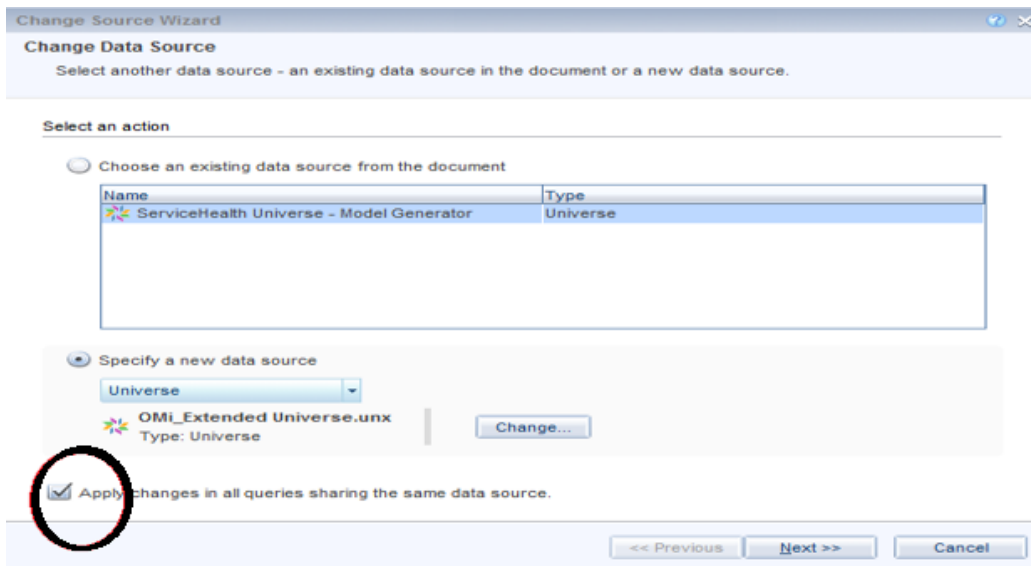 Change Source Wizard
Change Data Source
Select another data source - an existing data source in the document or a new data source.
Select an action
Choose an existing data source from the document
Name Type
ServiceHealth Universe - Model Generator Universe
Specify a new data source
Universe
OMi_Extended Universe.unx
Type: Universe
Change...
Apply changes in all queries sharing the same data source.
<< Previous Next >> Cancel